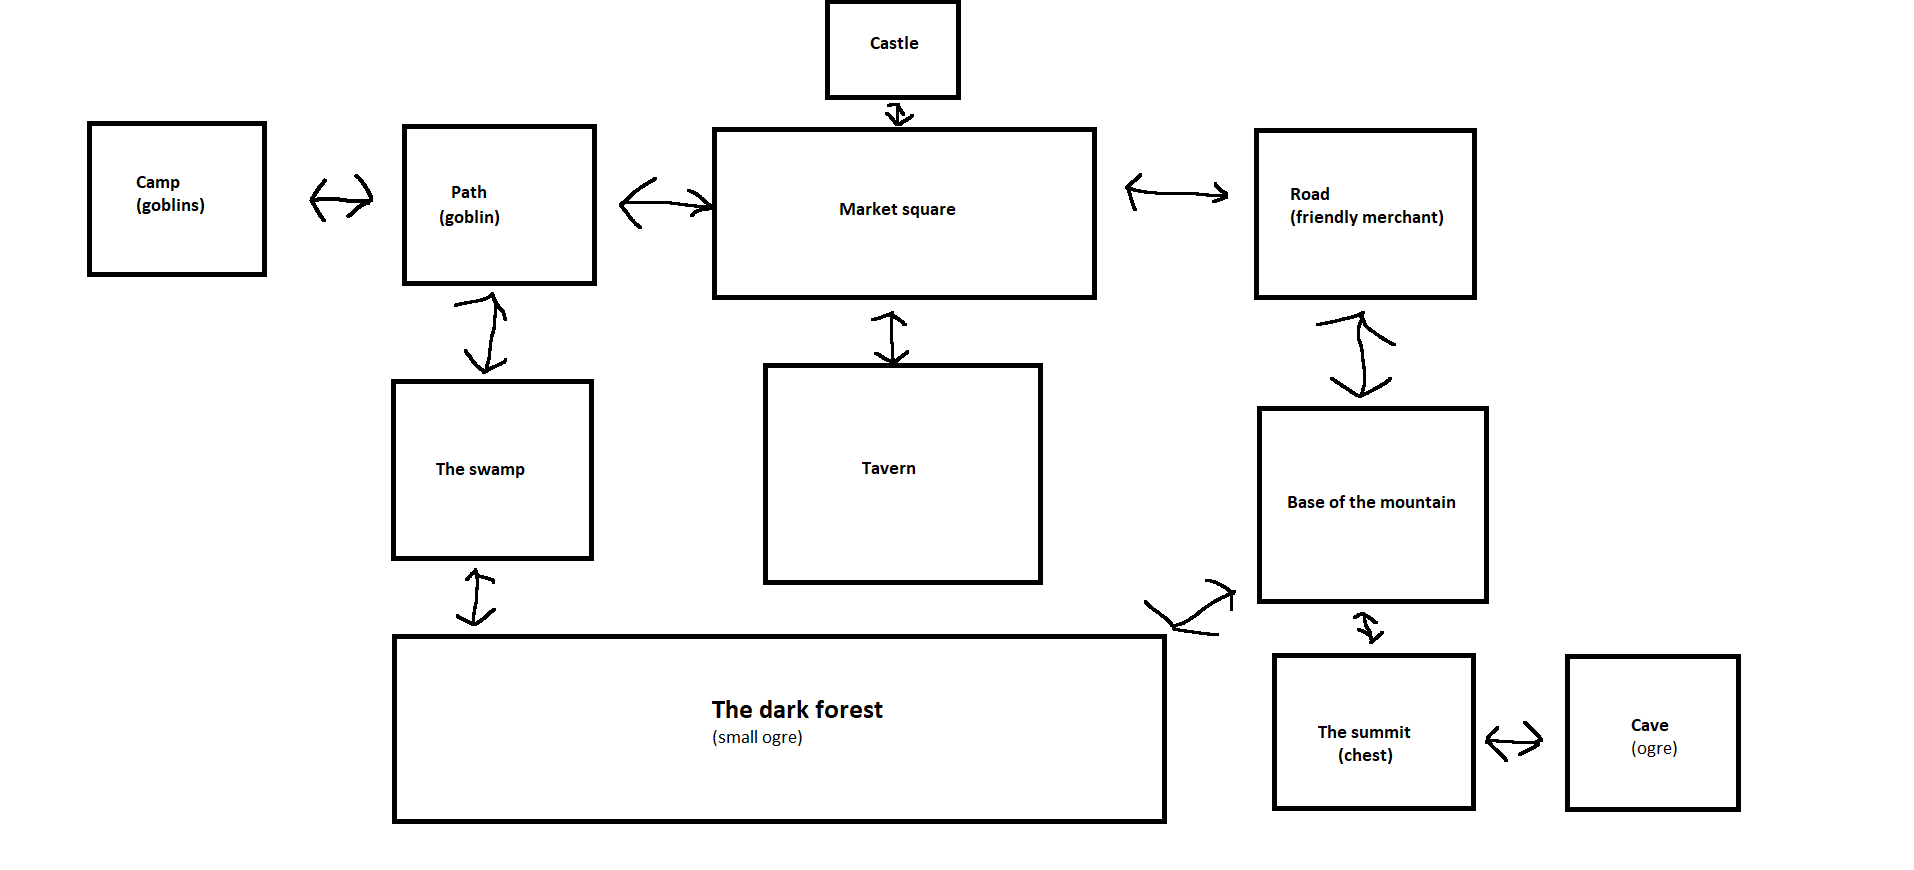 Castle
Camp
(goblins)
Path
(goblin)
Market square
Road
(friendly merchant)
The swamp
Tavern
Base of the mountain
The dark forest
(small ogre)
The summit
(chest)
Cave
(ogre)